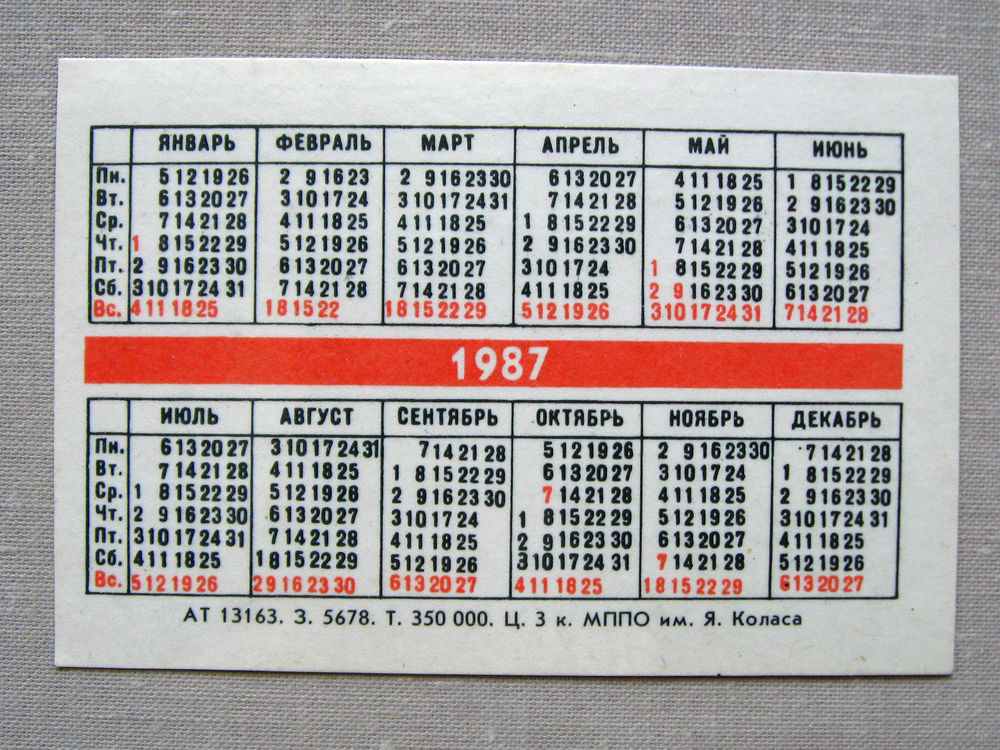 ЯНВАРЬ ФЕВРАЛЬ МАРТ АПРЕЛЬ МАЙ ИЮНЬ
Пн. 5 12 19 26 2 9 16 23 2 9 16 23 30 6 13 20 27 4 11 18 25 1 8 15 22 29
Вт. 6 13 20 27 3 10 17 24 3 10 17 24 31 7 14 21 28 5 12 19 26 2 9 16 23 30
Ср. 7 14 21 28 4 11 18 25 4 11 18 25 1 8 15 22 29 6 13 20 27 3 10 17 24
Чт. 1 8 15 22 29 5 12 19 26 5 12 19 26 2 9 16 23 30 7 14 21 28 4 11 18 25
Пт. 2 9 16 23 30 6 13 20 27 6 13 20 27 3 10 17 24 1 8 15 22 29 5 12 19 26
Сб. 3 10 17 24 31 7 14 21 28 7 14 21 28 4 11 18 25 2 9 16 23 30 6 13 20 27
Вс. 4 11 18 25 1 8 15 22 1 8 15 22 29 5 12 19 26 3 10 17 24 31 7 14 21 28
1987
ИЮЛЬ АВГУСТ СЕНТЯБРЬ ОКТЯБРЬ НОЯБРЬ ДЕКАБРЬ
Пн. 6 13 20 27 3 10 17 24 31 7 14 21 28 5 12 19 26 2 9 16 23 30 7 14 21 28
Вт. 7 14 21 28 4 11 18 25 1 8 15 22 29 6 13 20 27 3 10 17 24 1 8 15 22 29
Ср. 1 8 15 22 29 5 12 19 26 2 9 16 23 30 7 14 21 28 4 11 18 25 2 9 16 23 30
Чт. 2 9 16 23 30 6 13 20 27 3 10 17 24 1 8 15 22 29 5 12 19 26 3 10 17 24 31
Пт. 3 10 17 24 31 7 14 21 28 4 11 18 25 2 9 16 23 30 6 13 20 27 4 11 18 25
Сб. 4 11 18 25 1 8 15 22 29 5 12 19 26 3 10 17 24 31 7 14 21 28 5 12 19 26
Вс. 5 12 19 26 2 9 16 23 30 6 13 20 27 4 11 18 25 1 8 15 22 29 6 13 20 27
АТ 13163. З. 5678. Т. 350 000. Ц. 3 к. МППО им. Я. Коласа